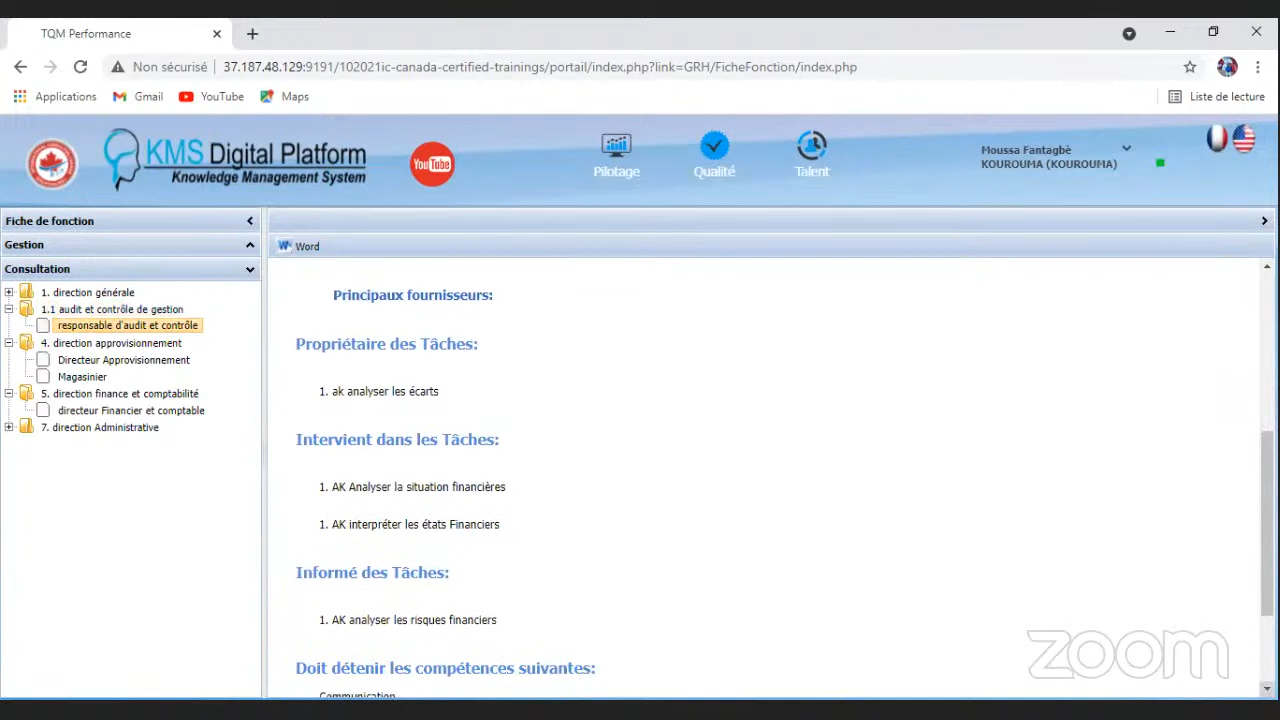 TQM Performance
Non sécurisé
37.187.48.129:9191/102021ic-canada-certified-trainings/portail/index.php?link=GRH/FicheFonction/index.php
Applications
Gmail
YouTube
Maps
Liste de lecture
KMS Digital Platform
Knowledge Management System
YouTube
Pilotage
Qualité
Talent
Moussa Fantagbè
KOUROUMA (KOUROUMA)
Fiche de fonction
Gestion
Consultation
1. direction générale
1.1 audit et contrôle de gestion
responsable d'audit et contrôle
4. direction approvisionnement
Directeur Approvisionnement
Magasinier
5. direction finance et comptabilité
directeur Financier et comptable
7. direction Administrative
Word
Principaux fournisseurs:
Propriétaire des Tâches:
1. ak analyser les écarts
Intervient dans les Tâches:
1. AK Analyser la situation financières
1. AK interpréter les états Financiers
Informé des Tâches:
1. AK analyser les risques financiers
Doit détenir les compétences suivantes:
Communication
zoom